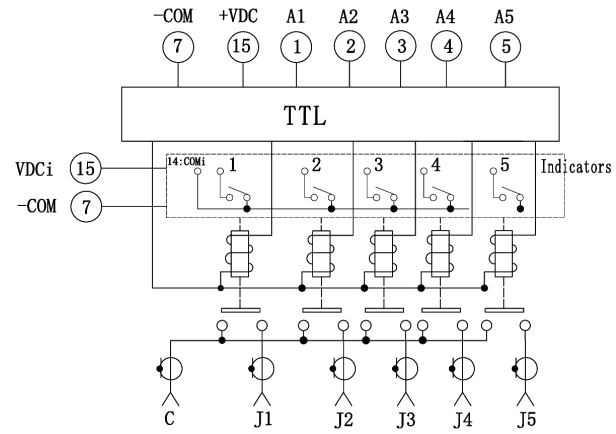 -COM +VDC A1 A2 A3 A4 A5
7 15 1 2 3 4 5
TTL
14:COMi 1 2 3 4 5 Indicators
VDCi 15
-COM 7
C J1 J2 J3 J4 J5